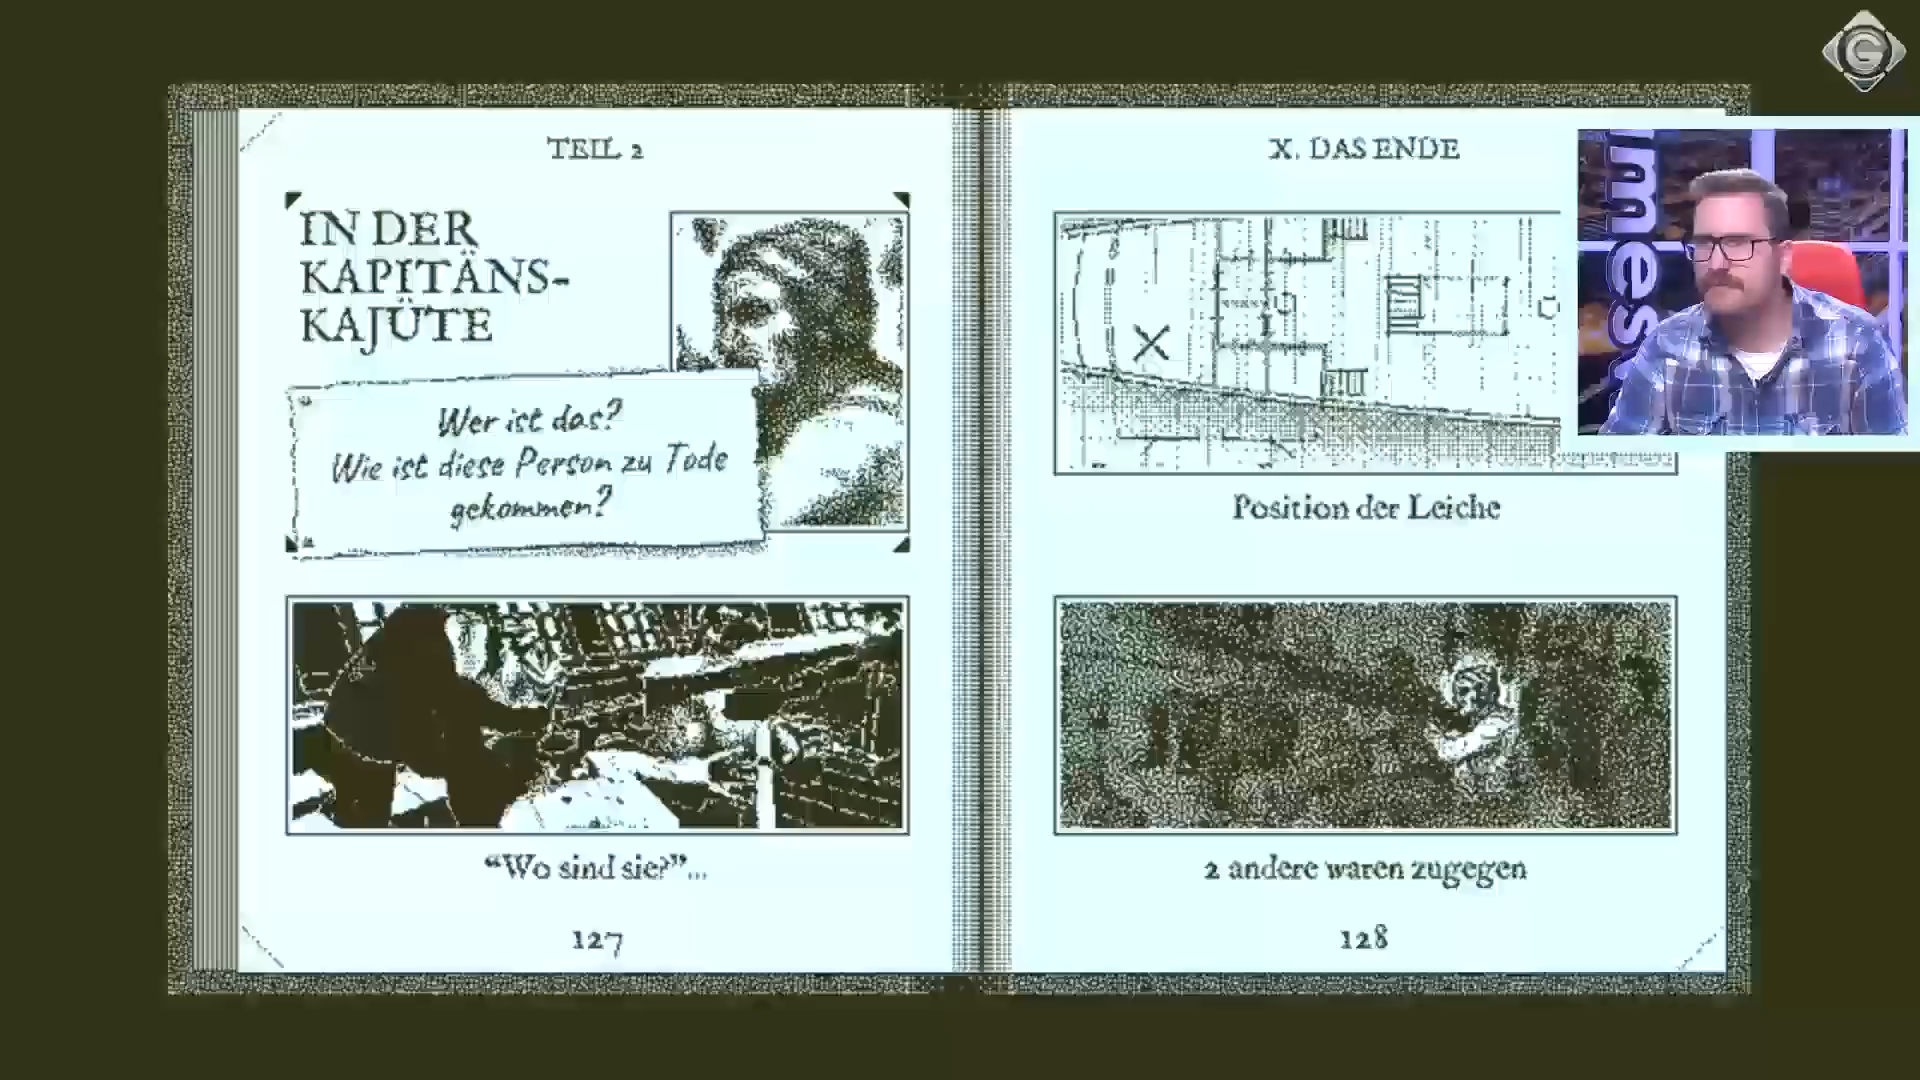 TEIL 2
IN DER
KAPITÄNS-
KAJÜTE
Wer ist das?
Wie ist diese Person zu Tode
gekommen?
“Wo sind sie?”...
127
X. DAS ENDE
Position der Leiche
2 andere waren zugegen
128
mes
G